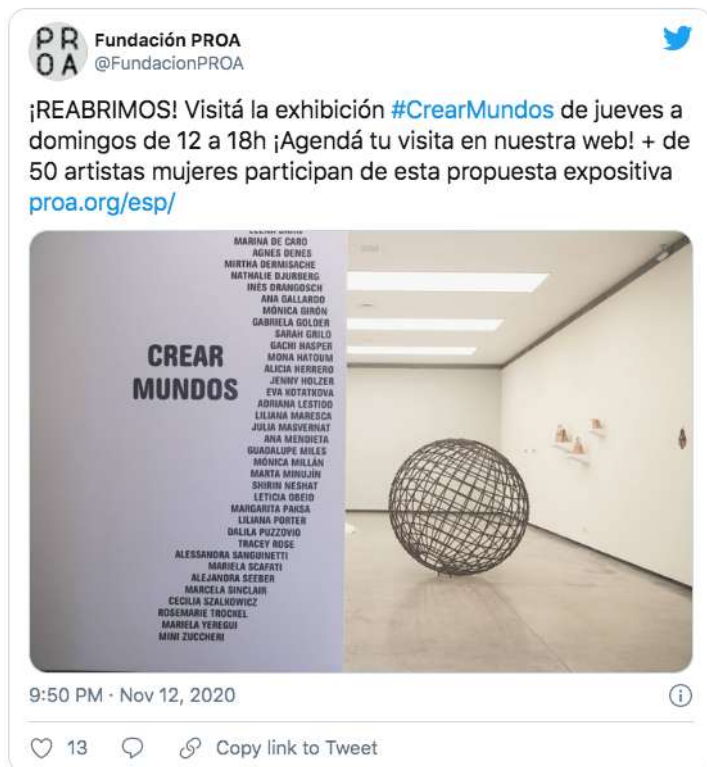 PR
OA
Fundación PROA
@FundacionPROA
¡REABRIMOS! Visitá la exhibición #CrearMundos de jueves a
domingos de 12 a 18h ¡Agendá tu visita en nuestra web! + de
50 artistas mujeres participan de esta propuesta expositiva
proa.org/esp/
CREAR
MUNDOS
MARINA DE CARO
AGNES DENES
MIRTHA DERMISACHE
NATHALIE DJURBERG
INÉS DRANGOSCH
ANA GALLARDO
MÓNICA GIRÓN
GABRIELA GOLDER
SARAH GRILO
GACHI HASPER
MONA HATOUM
ALICIA HERRERO
JENNY HOLZER
EVA KOTATKOVA
ADRIANA LESTIDO
LILIANA MARESCA
JULIA MASVERNAT
ANA MENDIETA
GUADALUPE MILES
MÓNICA MILLÁN
MARTA MINUJÍN
SHIRIN NESHAT
LETICIA OBEID
MARGARITA PAKSA
LILIANA PORTER
DALILA PUZZOVIO
TRACEY ROSE
ALESSANDRA SANGUINETTI
MARIELA SCAFATI
ALEJANDRA SEEBER
MARCELA SINCLAIR
CECILIA SZALKOWICZ
ROSEMARIE TROCKEL
MARIELA YEREGUI
MINI ZUCCHERI
9:50 PM · Nov 12, 2020
13
Copy link to Tweet